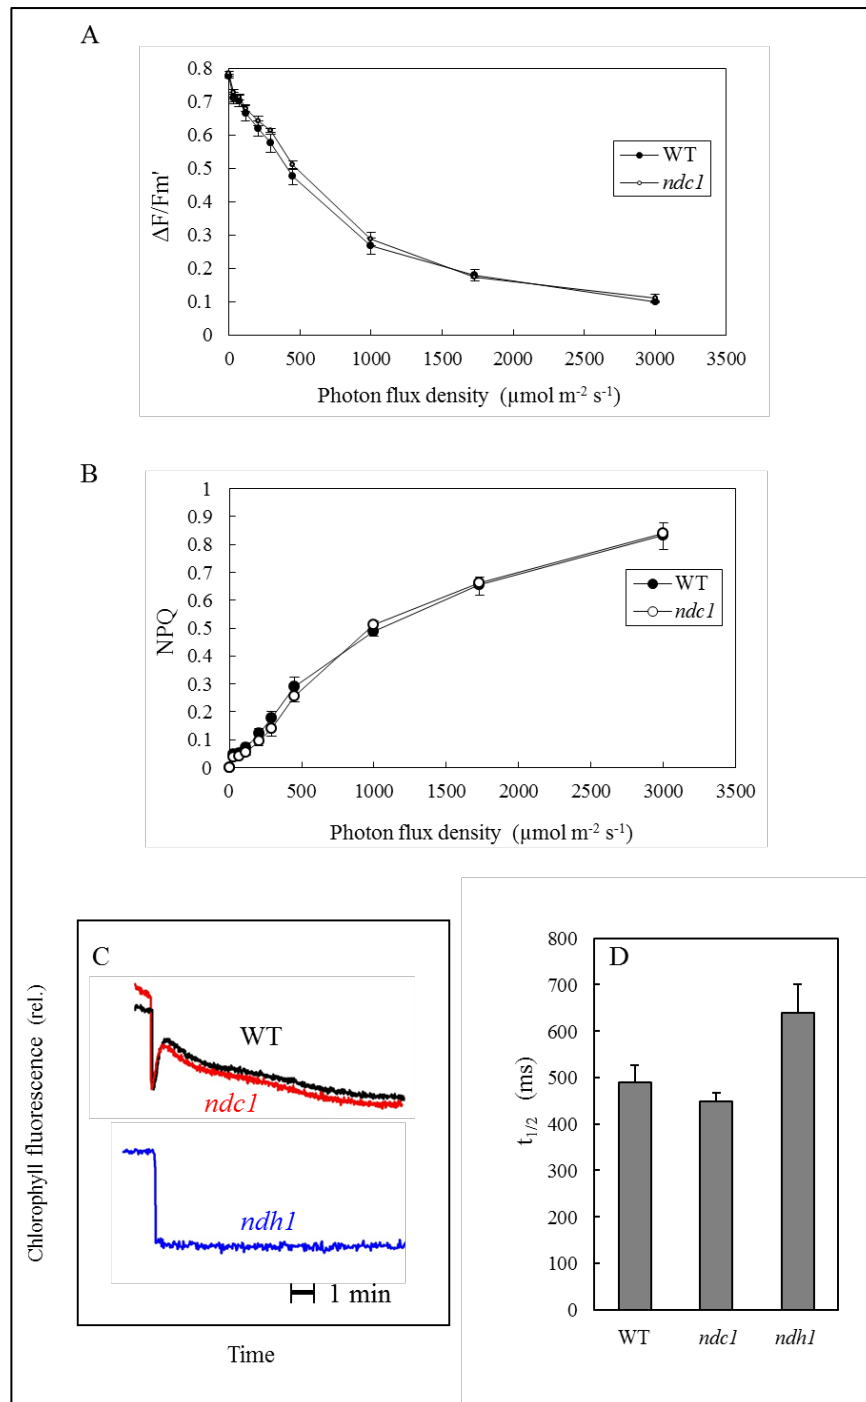 A
0.8
0.7
0.6
0.5
0.4
0.3
0.2
0.1
0
ΔF/Fm'
WT
ndc1
0 500 1000 1500 2000 2500 3000 3500
Photon flux density (µmol m⁻² s⁻¹)
B
1
0.9
0.8
0.7
0.6
0.5
0.4
0.3
0.2
0.1
0
NPQ
WT
ndc1
0 500 1000 1500 2000 2500 3000 3500
Photon flux density (µmol m⁻² s⁻¹)
C
Chlorophyll fluorescence (rel.)
WT
ndc1
ndh1
1 min
Time
D
800
700
600
500
400
300
200
100
0
t1/2 (ms)
WT ndc1 ndh1